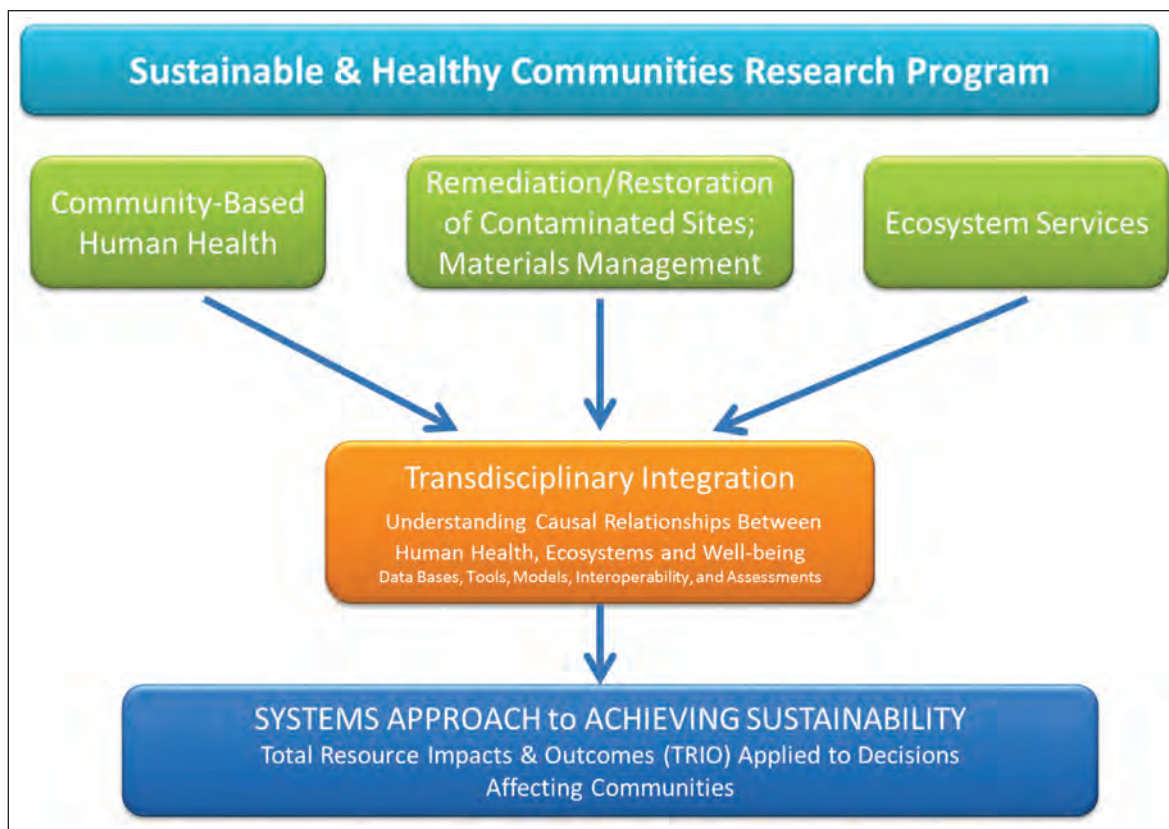 Sustainable & Healthy Communities Research Program
Community-Based
Human Health
Remediation/Restoration
of Contaminated Sites;
Materials Management
Ecosystem Services
Transdisciplinary Integration
Understanding Causal Relationships Between
Human Health, Ecosystems and Well-being
Data Bases, Tools, Models, Interoperability, and Assessments
SYSTEMS APPROACH to ACHIEVING SUSTAINABILITY
Total Resource Impacts & Outcomes (TRIO) Applied to Decisions
Affecting Communities